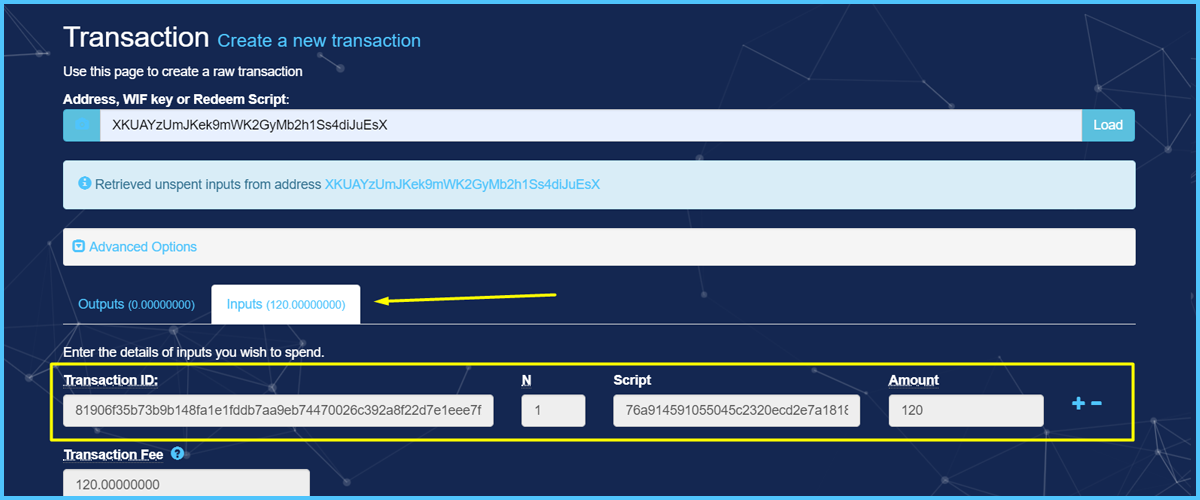 Transaction Create a new transaction
Use this page to create a raw transaction
Address, WIF key or Redeem Script:
XKUAYzUmJKek9mWK2GyMb2h1Ss4diJuEsX Load
Retrieved unspent inputs from address XKUAYzUmJKek9mWK2GyMb2h1Ss4diJuEsX
Advanced Options
Outputs (0.00000000) Inputs (120.00000000)
Enter the details of inputs you wish to spend.
Transaction ID: N Script Amount
81906f35b73b9b148fa1e1fddb7aa9eb74470026c392a8f22d7e1eee7f 1 76a914591055045c2320ecd2e7a1818 120
Transaction Fee
120.00000000